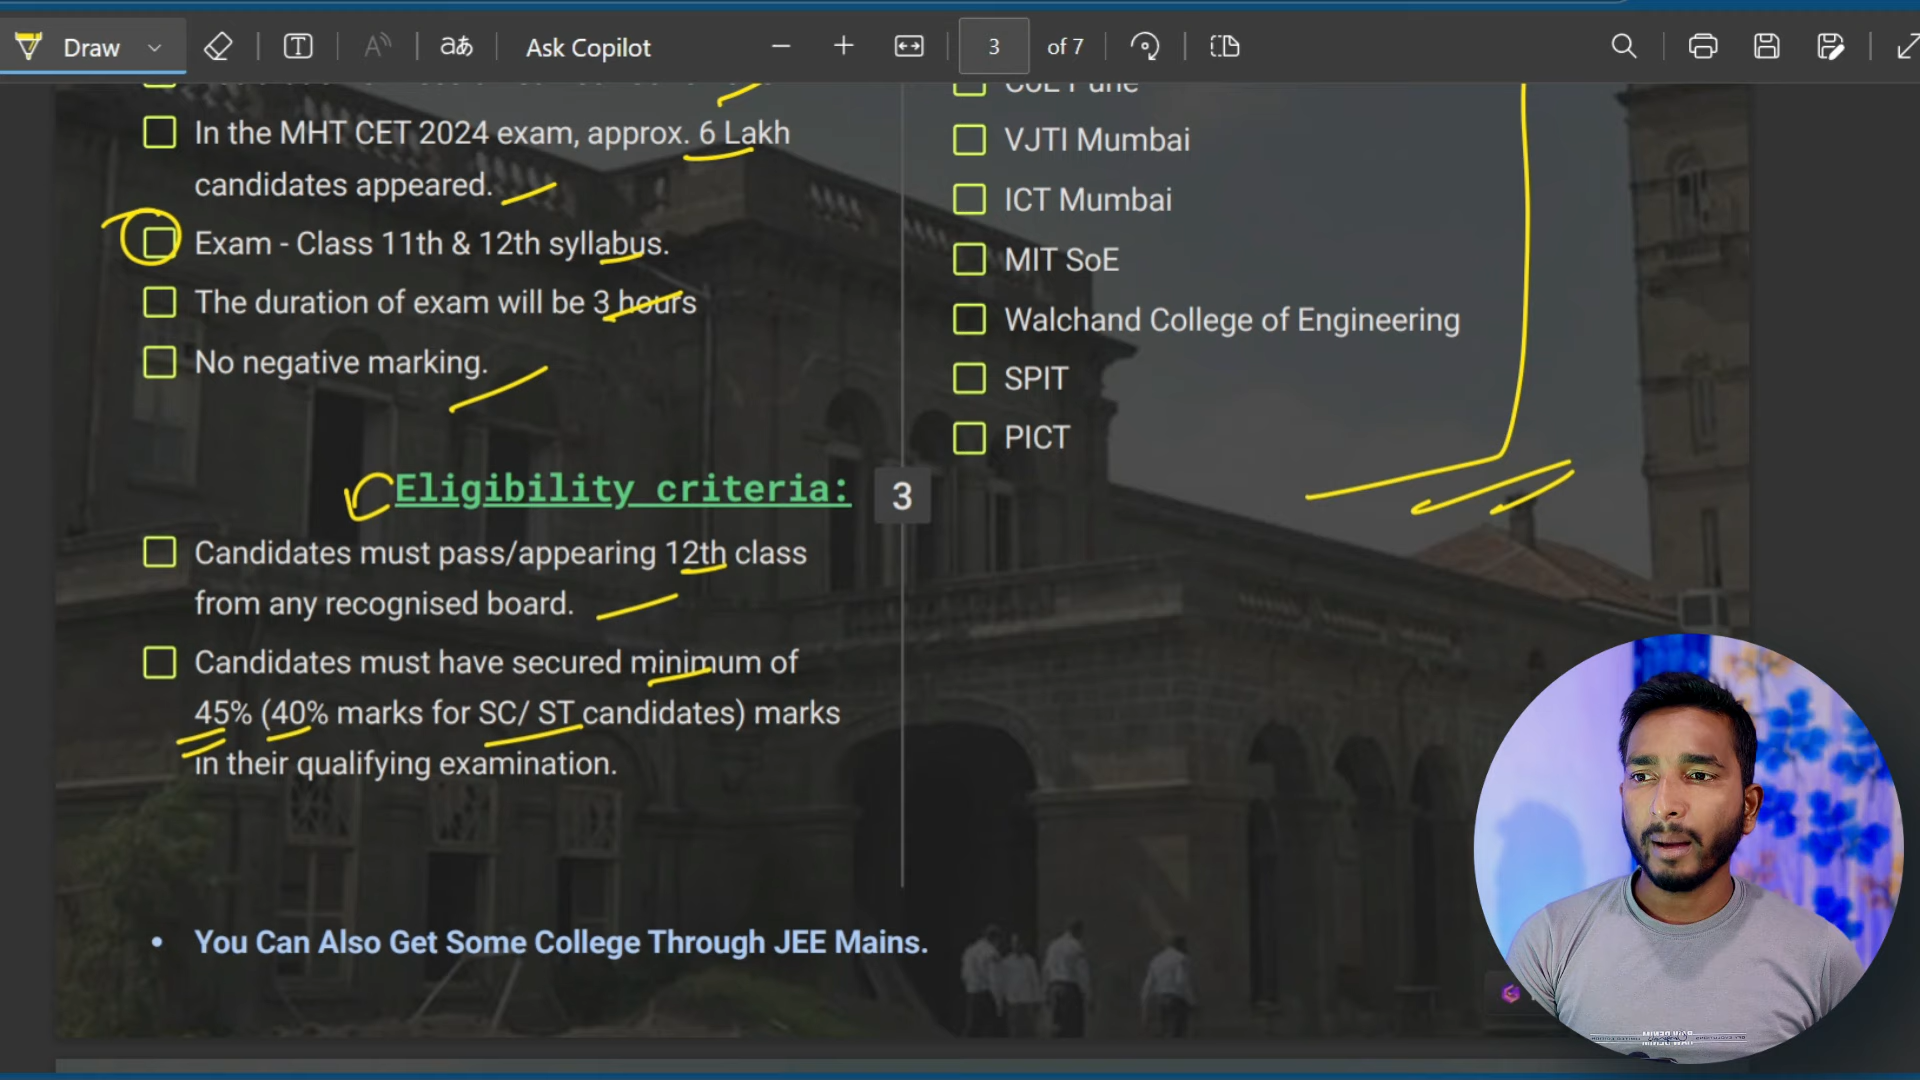 Draw
Ask Copilot
3
of 7
In the MHT CET 2024 exam, approx. 6 Lakh
candidates appeared.
Exam - Class 11th & 12th syllabus.
The duration of exam will be 3 hours
No negative marking.
Eligibility criteria:
Candidates must pass/appearing 12th class
from any recognised board.
Candidates must have secured minimum of
45% (40% marks for SC/ ST candidates) marks
in their qualifying examination.
• You Can Also Get Some College Through JEE Mains.
3
CoE Pune
VJTI Mumbai
ICT Mumbai
MIT SoE
Walchand College of Engineering
SPIT
PICT